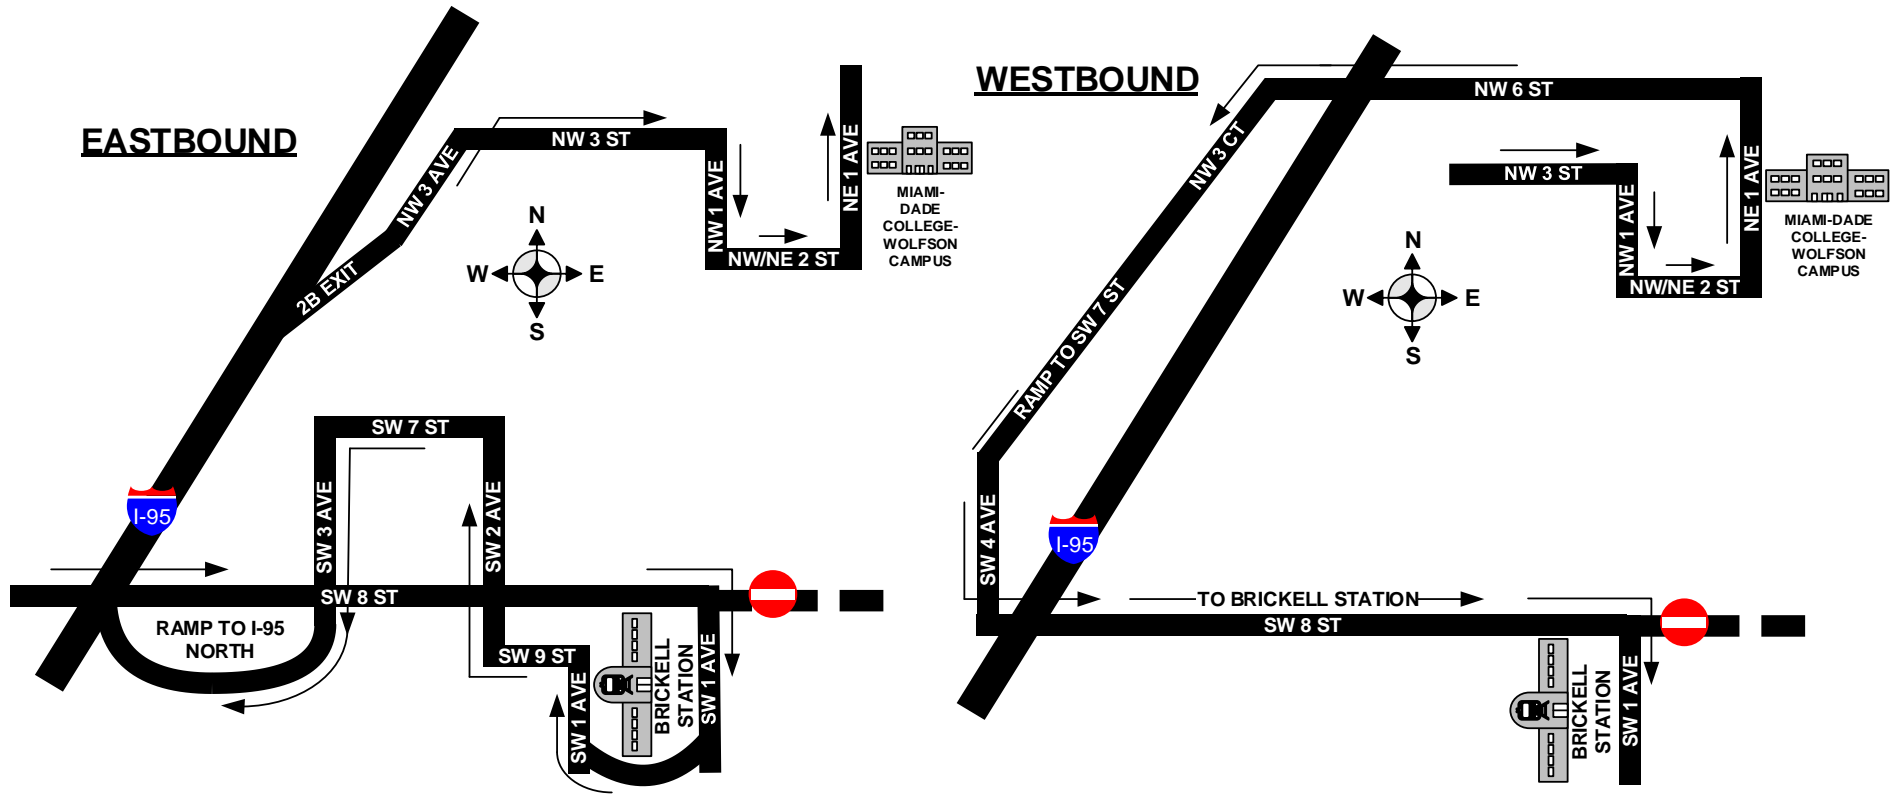 EASTBOUND
NW 3 ST
NW 3 AVE
2B EXIT
NW 1 AVE
NW/NE 2 ST
NE 1 AVE
MIAMI-
DADE
COLLEGE-
WOLFSON
CAMPUS
N
W
E
S
I-95
SW 7 ST
SW 3 AVE
SW 2 AVE
SW 8 ST
RAMP TO I-95
NORTH
SW 9 ST
SW 1 AVE
BRICKELL
STATION
SW 1 AVE
WESTBOUND
NW 6 ST
NW 3 CT
NW 3 ST
NW 1 AVE
NW/NE 2 ST
NE 1 AVE
MIAMI-DADE
COLLEGE-
WOLFSON
CAMPUS
N
W
E
S
RAMP TO SW 7 ST
SW 4 AVE
I-95
TO BRICKELL STATION
SW 8 ST
BRICKELL
STATION
SW 1 AVE